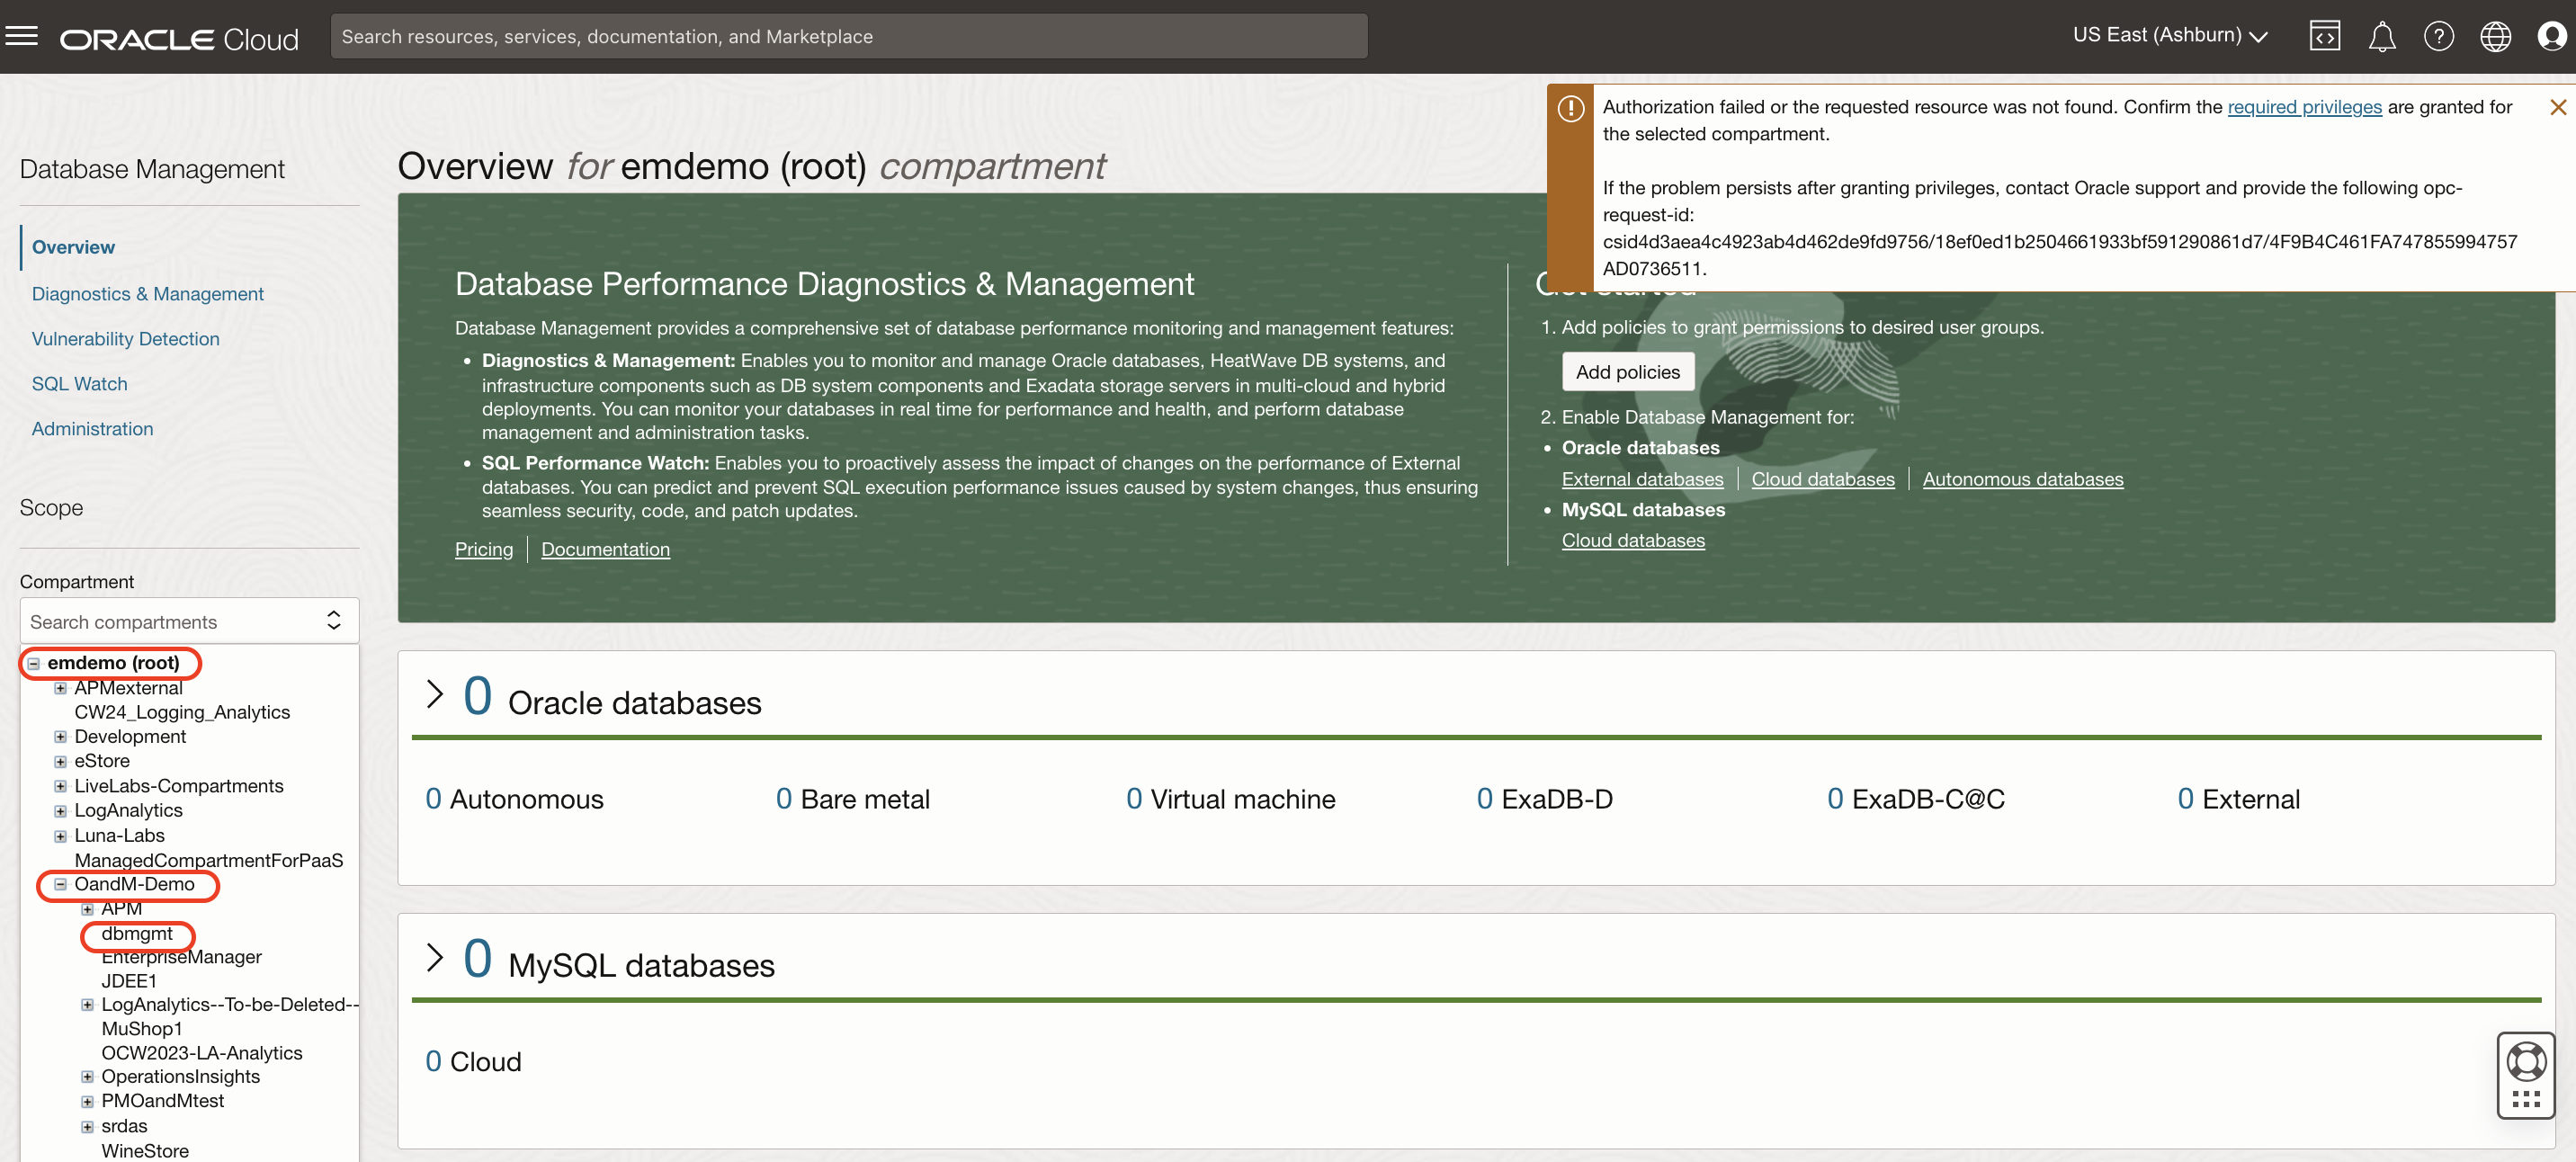 ORACLE Cloud
Search resources, services, documentation, and Marketplace
US East (Ashburn)
Authorization failed or the requested resource was not found. Confirm the required privileges are granted for
the selected compartment.
If the problem persists after granting privileges, contact Oracle support and provide the following opc-
request-id:
csid4d3aea4c4923ab4d462de9fd9756/18ef0ed1b2504661933bf591290861d7/4F9B4C461FA747855994757
AD0736511.
Database Management
Overview
Diagnostics & Management
Vulnerability Detection
SQL Watch
Administration
Scope
Compartment
Search compartments
emdemo (root)
APMexternal
CW24_Logging_Analytics
Development
eStore
LiveLabs-Compartments
LogAnalytics
Luna-Labs
ManagedCompartmentForPaaS
OandM-Demo
APM
dbmgmt
EnterpriseManager
JDEE1
LogAnalytics--To-be-Deleted--
MuShop1
OCW2023-LA-Analytics
OperationsInsights
PMOandMtest
srdas
WineStore
Overview for emdemo (root) compartment
Database Performance Diagnostics & Management
Database Management provides a comprehensive set of database performance monitoring and management features:
• Diagnostics & Management: Enables you to monitor and manage Oracle databases, HeatWave DB systems, and
infrastructure components such as DB system components and Exadata storage servers in multi-cloud and hybrid
deployments. You can monitor your databases in real time for performance and health, and perform database
management and administration tasks.
• SQL Performance Watch: Enables you to proactively assess the impact of changes on the performance of External
databases. You can predict and prevent SQL execution performance issues caused by system changes, thus ensuring
seamless security, code, and patch updates.
Pricing Documentation
Get started
1. Add policies to grant permissions to desired user groups.
Add policies
2. Enable Database Management for:
• Oracle databases
External databases Cloud databases Autonomous databases
• MySQL databases
Cloud databases
0 Oracle databases
0 Autonomous 0 Bare metal 0 Virtual machine 0 ExaDB-D 0 ExaDB-C@C 0 External
0 MySQL databases
0 Cloud